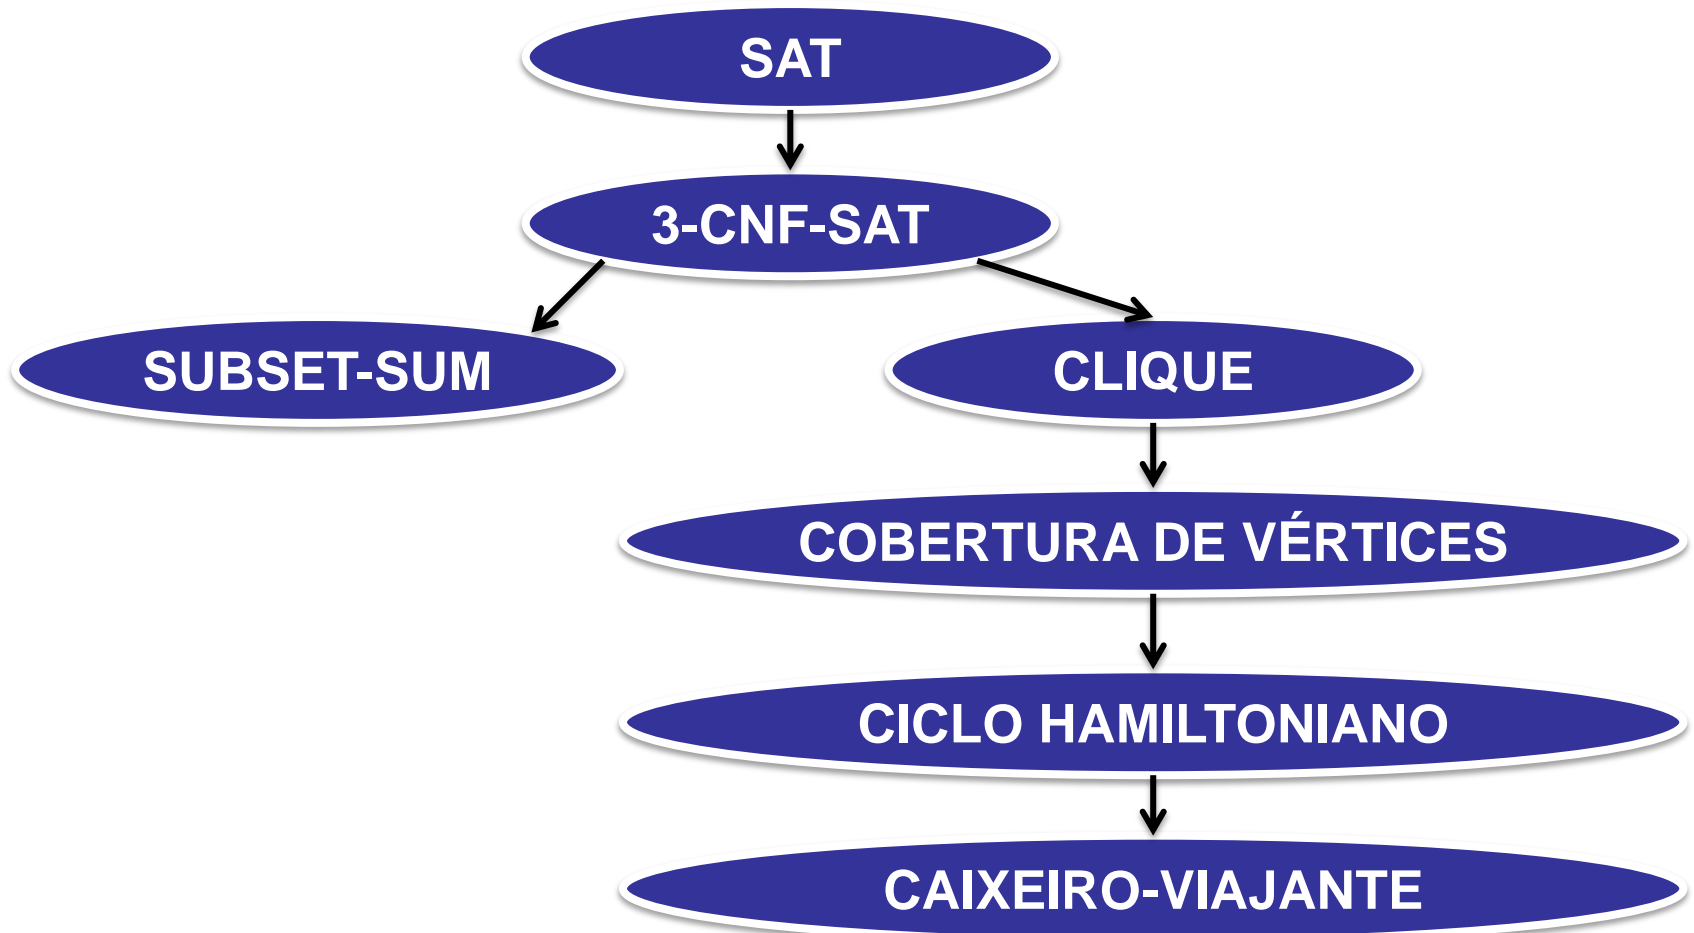 SAT
3-CNF-SAT
SUBSET-SUM
CLIQUE
COBERTURA DE VÉRTICES
CICLO HAMILTONIANO
CAIXEIRO-VIAJANTE